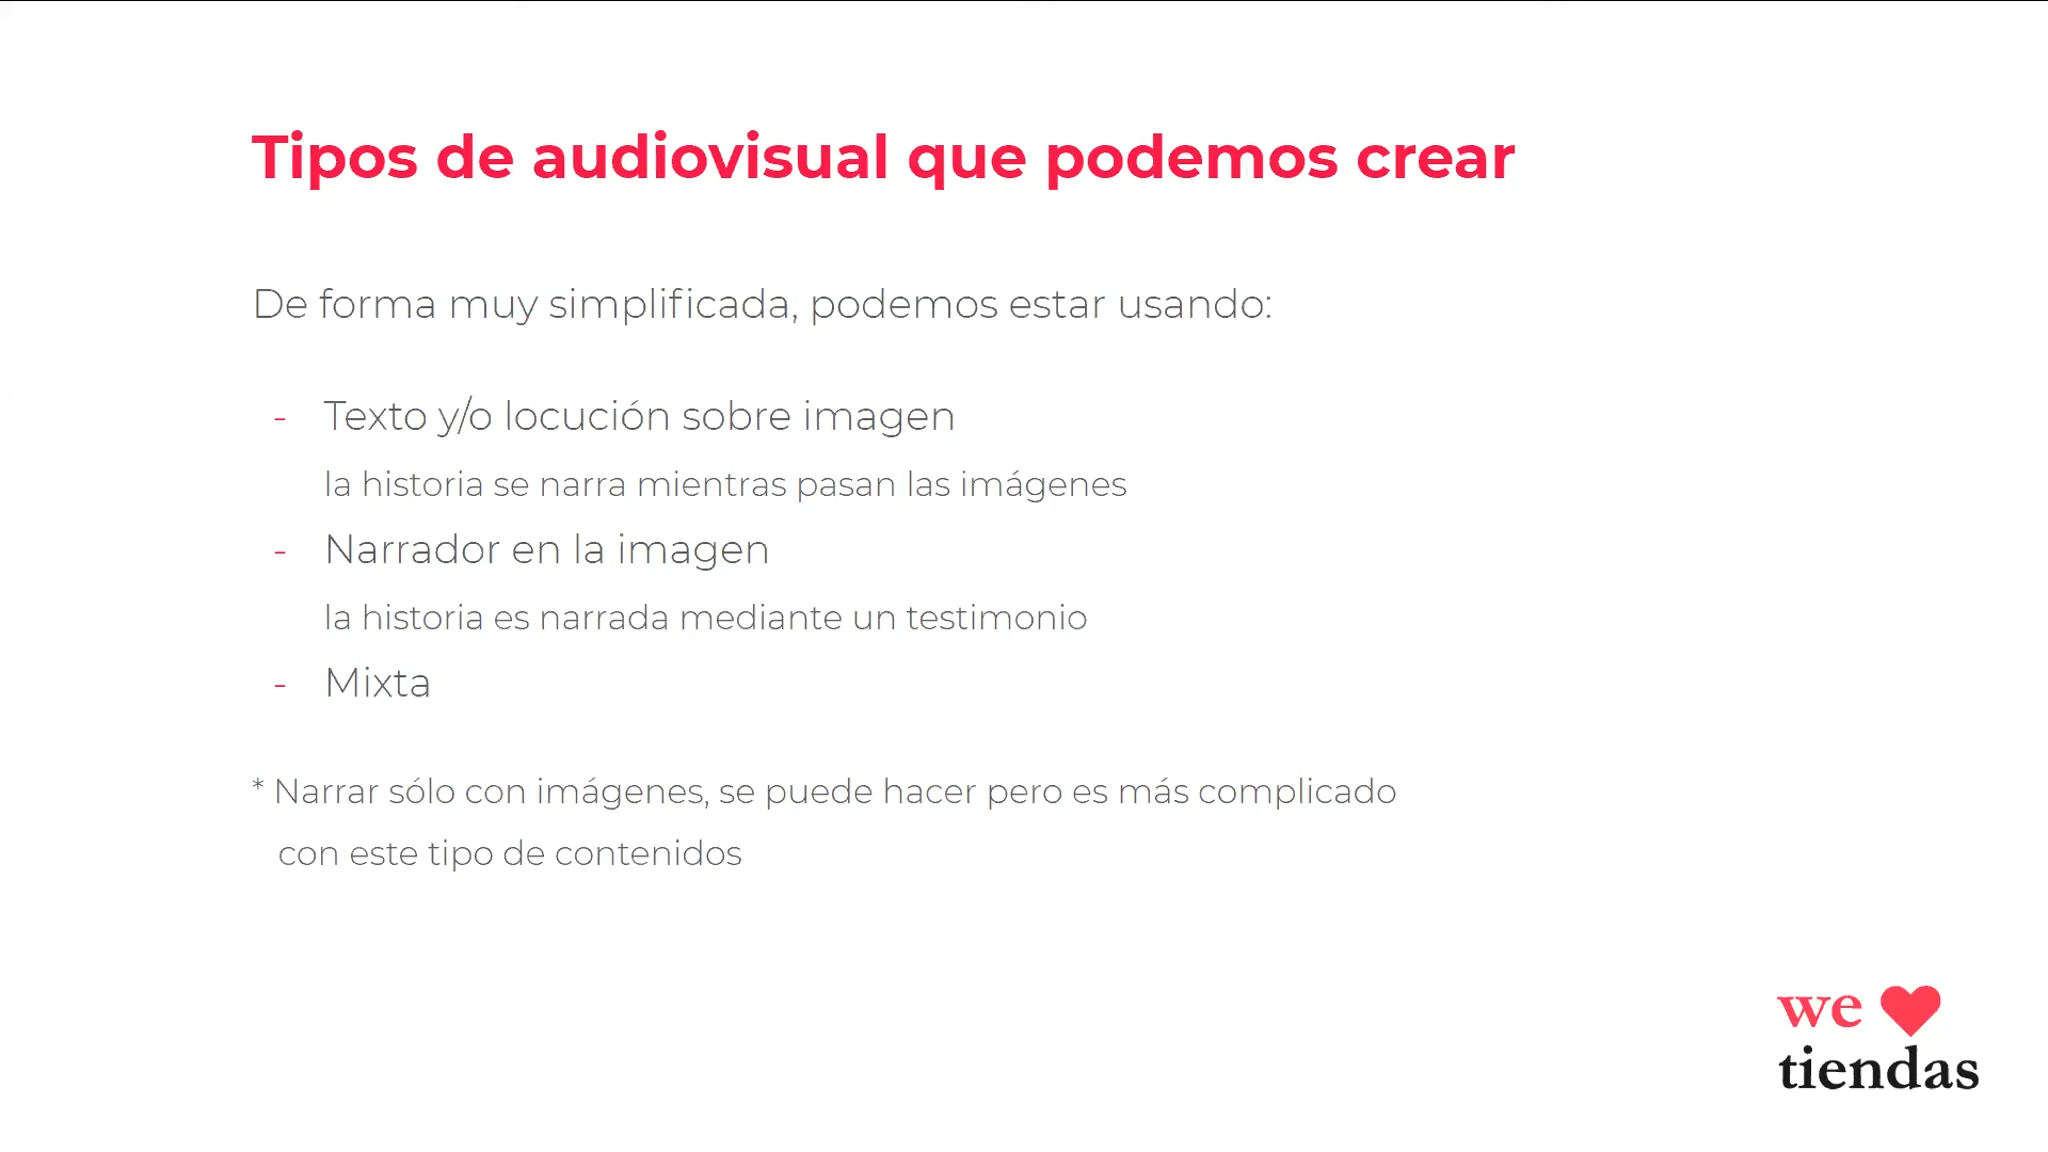 Tipos de audiovisual que podemos crear
De forma muy simplificada, podemos estar usando:
- Texto y/o locución sobre imagen
la historia se narra mientras pasan las imágenes
- Narrador en la imagen
la historia es narrada mediante un testimonio
- Mixta
* Narrar sólo con imágenes, se puede hacer pero es más complicado
con este tipo de contenidos
we
tiendas